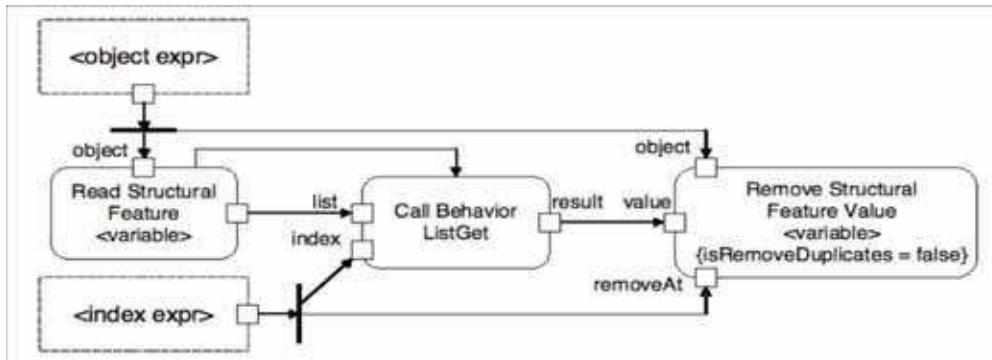 <object expr>
object
object
Read Structural
Feature
<variable>
list
index
Call Behavior
ListGet
result
value
Remove Structural
Feature Value
<variable>
{isRemoveDuplicates = false}
removeAt
<index expr>